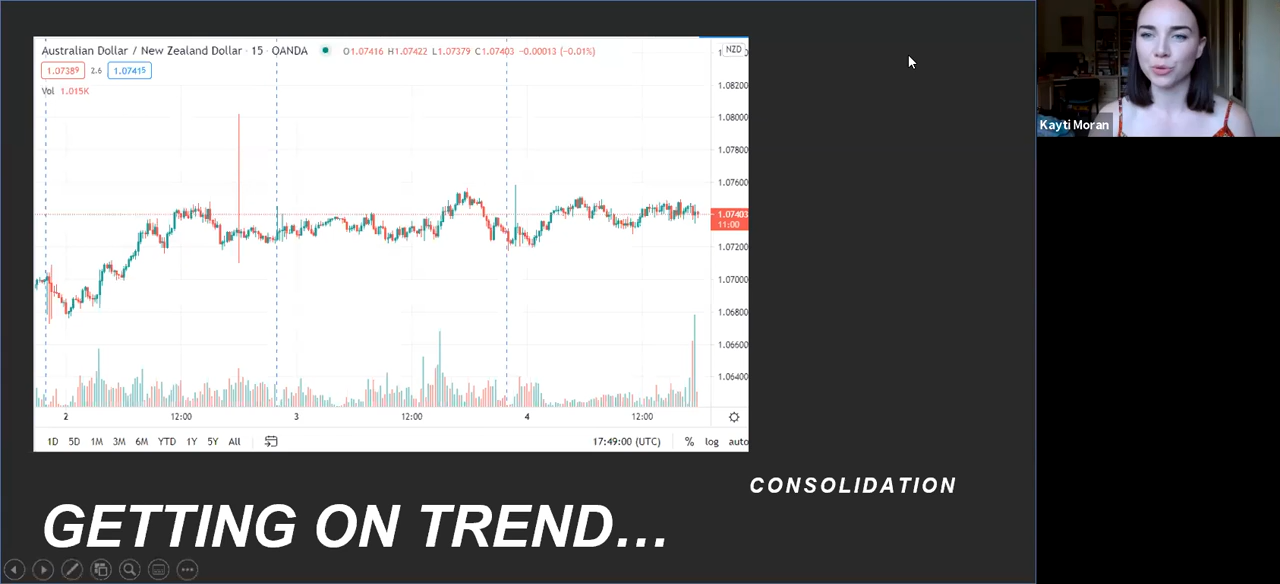 Australian Dollar / New Zealand Dollar · 15 · OANDA
O1.07416 H1.07422 L1.07379 C1.07403 −0.00013 (−0.01%)
NZD
1.07389 2.6 1.07415
Vol 1.015K
1.08200
1.08000
1.07800
1.07600
1.07403
11:00
1.07200
1.07000
1.06800
1.06600
1.06400
2 12:00 3 12:00 4 12:00
1D 5D 1M 3M 6M YTD 1Y 5Y All
17:49:00 (UTC) % log auto
Kayti Moran
CONSOLIDATION
GETTING ON TREND...